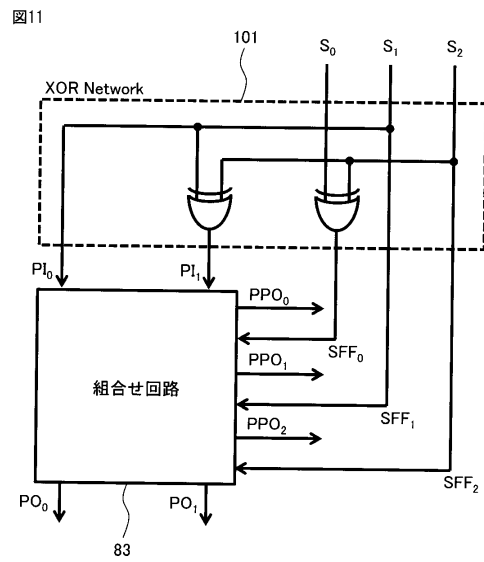 図11
101
S₀
S₁
S₂
XOR Network
PI₀
PI₁
PPO₀
SFF₀
PPO₁
組合せ回路
SFF₁
PPO₂
SFF₂
PO₀
PO₁
83